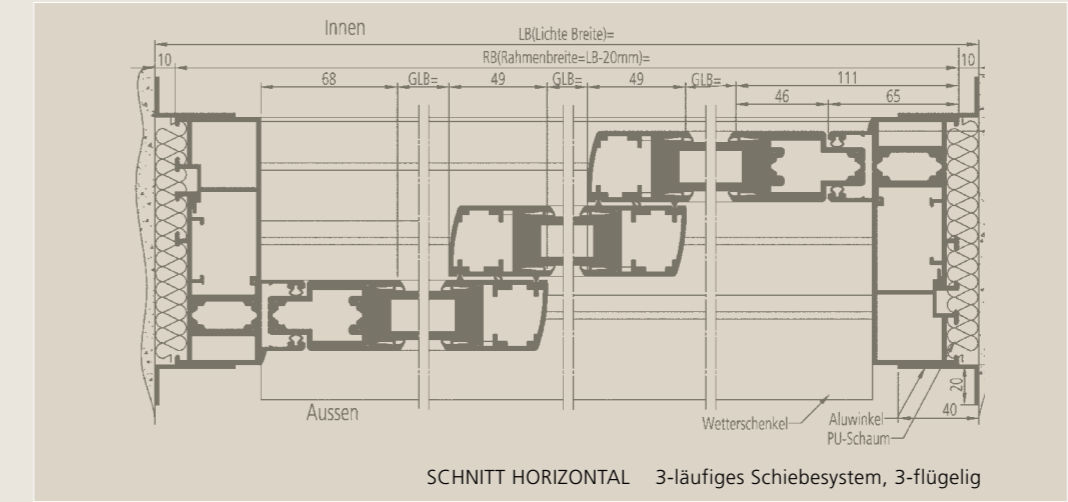 Innen
LB(Lichte Breite)=
10 RB(Rahmenbreite=LB-20mm)= 10
68 GLB= 49 GLB= 49 GLB= 111
46 65
20
Aussen
Wetterschenkel
Aluwinkel 40
PU-Schaum
SCHNITT HORIZONTAL 3-läufiges Schiebesystem, 3-flügelig